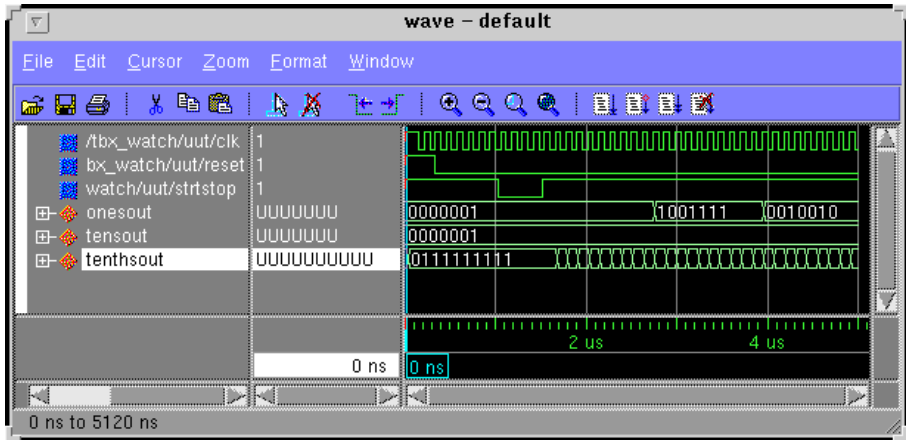 wave – default
File Edit Cursor Zoom Format Window
/tbx_watch/uut/clk 1
bx_watch/uut/reset 1
watch/uut/strtstop 1
onesout UUUUUUU 0000001 1001111 0010010
tensout UUUUUUU 0000001
tenthsout UUUUUUUUUU 0111111111
2 us 4 us
0 ns 0 ns
0 ns to 5120 ns